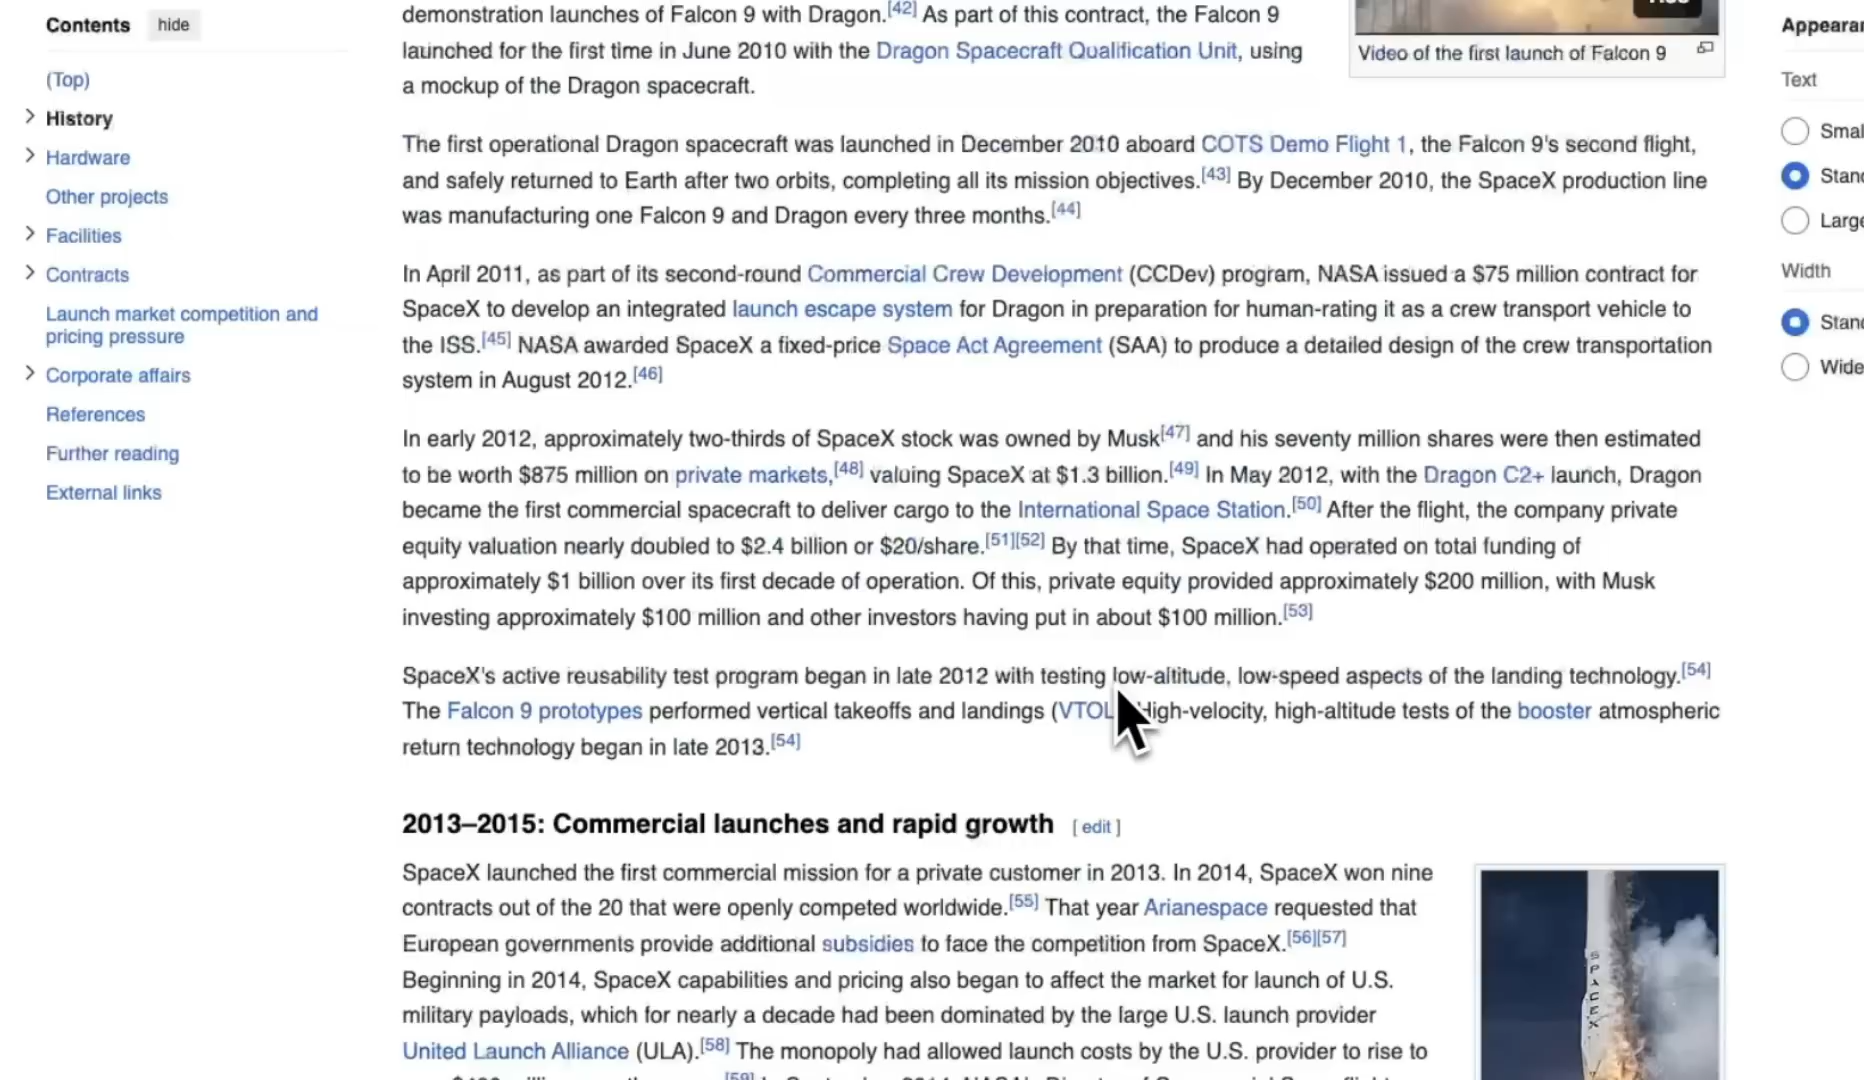 Contents hide
(Top)
History
Hardware
Other projects
Facilities
Contracts
Launch market competition and
pricing pressure
Corporate affairs
References
Further reading
External links
demonstration launches of Falcon 9 with Dragon.[42] As part of this contract, the Falcon 9
launched for the first time in June 2010 with the Dragon Spacecraft Qualification Unit, using
a mockup of the Dragon spacecraft.
Video of the first launch of Falcon 9
The first operational Dragon spacecraft was launched in December 2010 aboard COTS Demo Flight 1, the Falcon 9's second flight,
and safely returned to Earth after two orbits, completing all its mission objectives.[43] By December 2010, the SpaceX production line
was manufacturing one Falcon 9 and Dragon every three months.[44]
In April 2011, as part of its second-round Commercial Crew Development (CCDev) program, NASA issued a $75 million contract for
SpaceX to develop an integrated launch escape system for Dragon in preparation for human-rating it as a crew transport vehicle to
the ISS.[45] NASA awarded SpaceX a fixed-price Space Act Agreement (SAA) to produce a detailed design of the crew transportation
system in August 2012.[46]
In early 2012, approximately two-thirds of SpaceX stock was owned by Musk[47] and his seventy million shares were then estimated
to be worth $875 million on private markets,[48] valuing SpaceX at $1.3 billion.[49] In May 2012, with the Dragon C2+ launch, Dragon
became the first commercial spacecraft to deliver cargo to the International Space Station.[50] After the flight, the company private
equity valuation nearly doubled to $2.4 billion or $20/share.[51][52] By that time, SpaceX had operated on total funding of
approximately $1 billion over its first decade of operation. Of this, private equity provided approximately $200 million, with Musk
investing approximately $100 million and other investors having put in about $100 million.[53]
SpaceX's active reusability test program began in late 2012 with testing low-altitude, low-speed aspects of the landing technology.[54]
The Falcon 9 prototypes performed vertical takeoffs and landings (VTOL High-velocity, high-altitude tests of the booster atmospheric
return technology began in late 2013.[54]
2013–2015: Commercial launches and rapid growth [ edit ]
SpaceX launched the first commercial mission for a private customer in 2013. In 2014, SpaceX won nine
contracts out of the 20 that were openly competed worldwide.[55] That year Arianespace requested that
European governments provide additional subsidies to face the competition from SpaceX.[56][57]
Beginning in 2014, SpaceX capabilities and pricing also began to affect the market for launch of U.S.
military payloads, which for nearly a decade had been dominated by the large U.S. launch provider
United Launch Alliance (ULA).[58] The monopoly had allowed launch costs by the U.S. provider to rise to
[59]
SPACEX
Appearan
Text
Smal
Stand
Large
Width
Stand
Wide